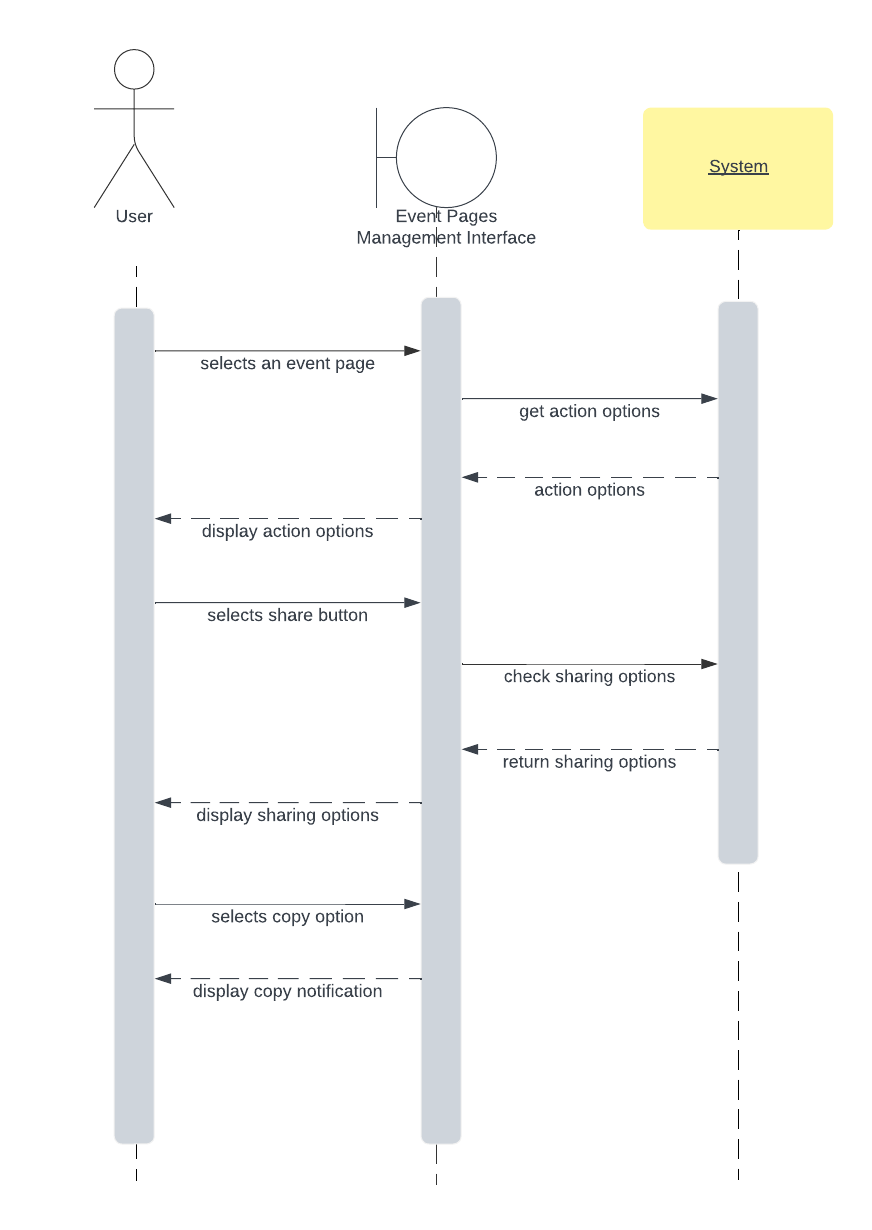 User
Event Pages
Management Interface
System
selects an event page
get action options
action options
display action options
selects share button
check sharing options
return sharing options
display sharing options
selects copy option
display copy notification